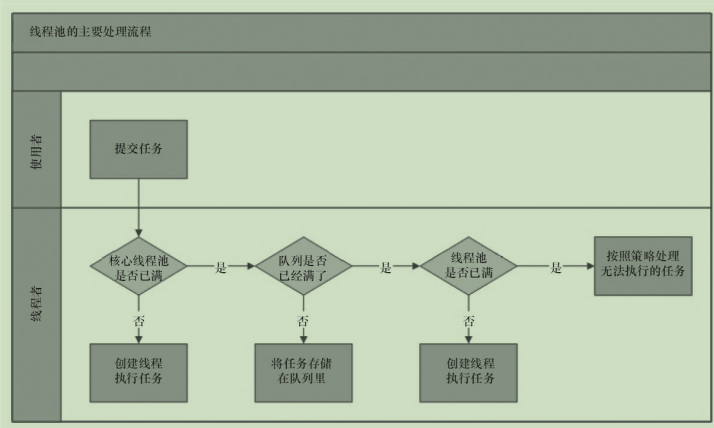 线程池的主要处理流程
使用者
提交任务
线程者
核心线程池
是否已满
是
队列是否
已经满了
是
线程池
是否已满
是
按照策略处理
无法执行的任务
否
否
否
创建线程
执行任务
将任务存储
在队列里
创建线程
执行任务